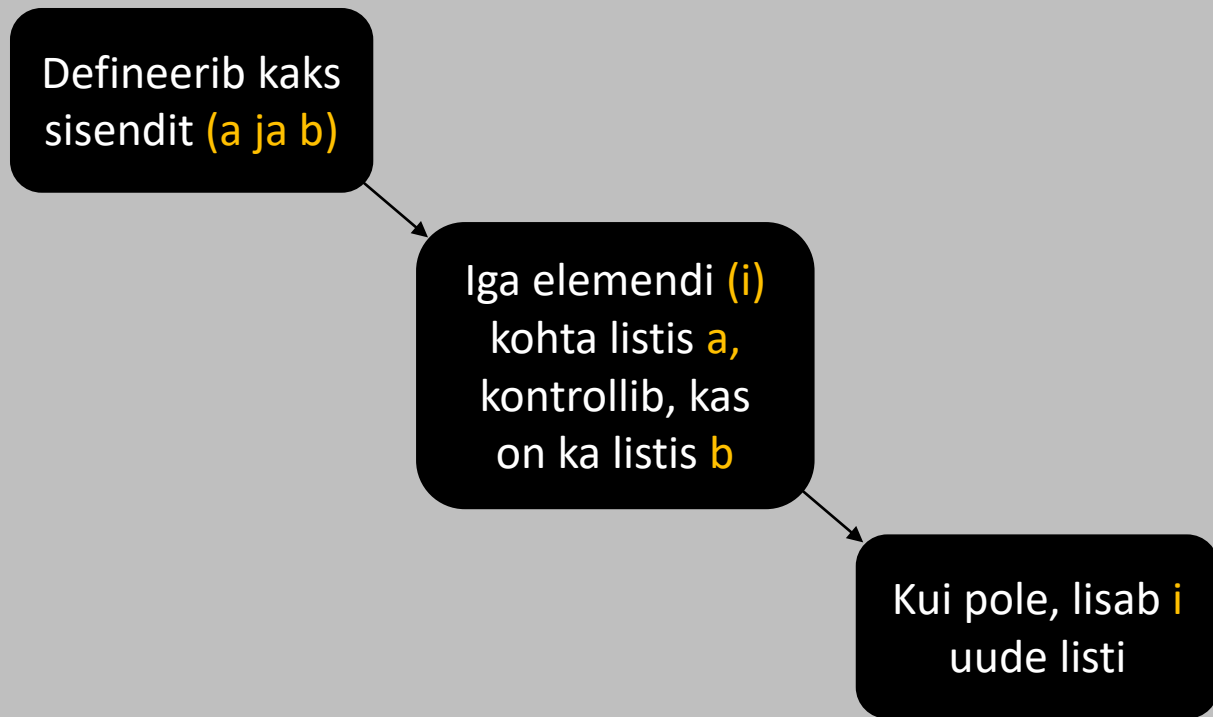 Defineerib kaks
sisendit (a ja b)
Iga elemendi (i)
kohta listis a,
kontrollib, kas
on ka listis b
Kui pole, lisab i
uude listi